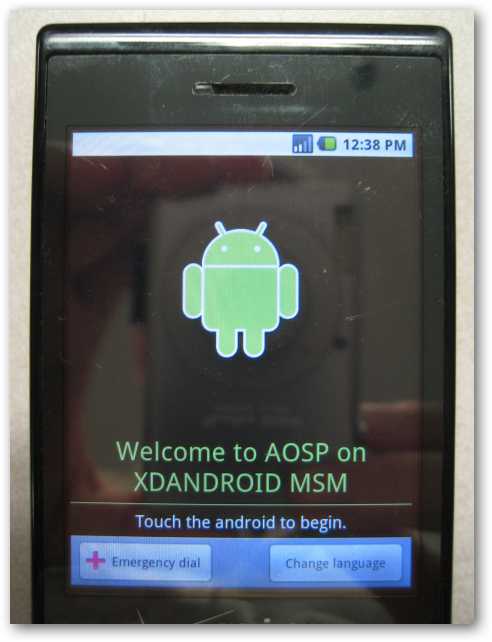 12:38 PM
Welcome to AOSP on
XDANDROID MSM
Touch the android to begin.
Emergency dial
Change language